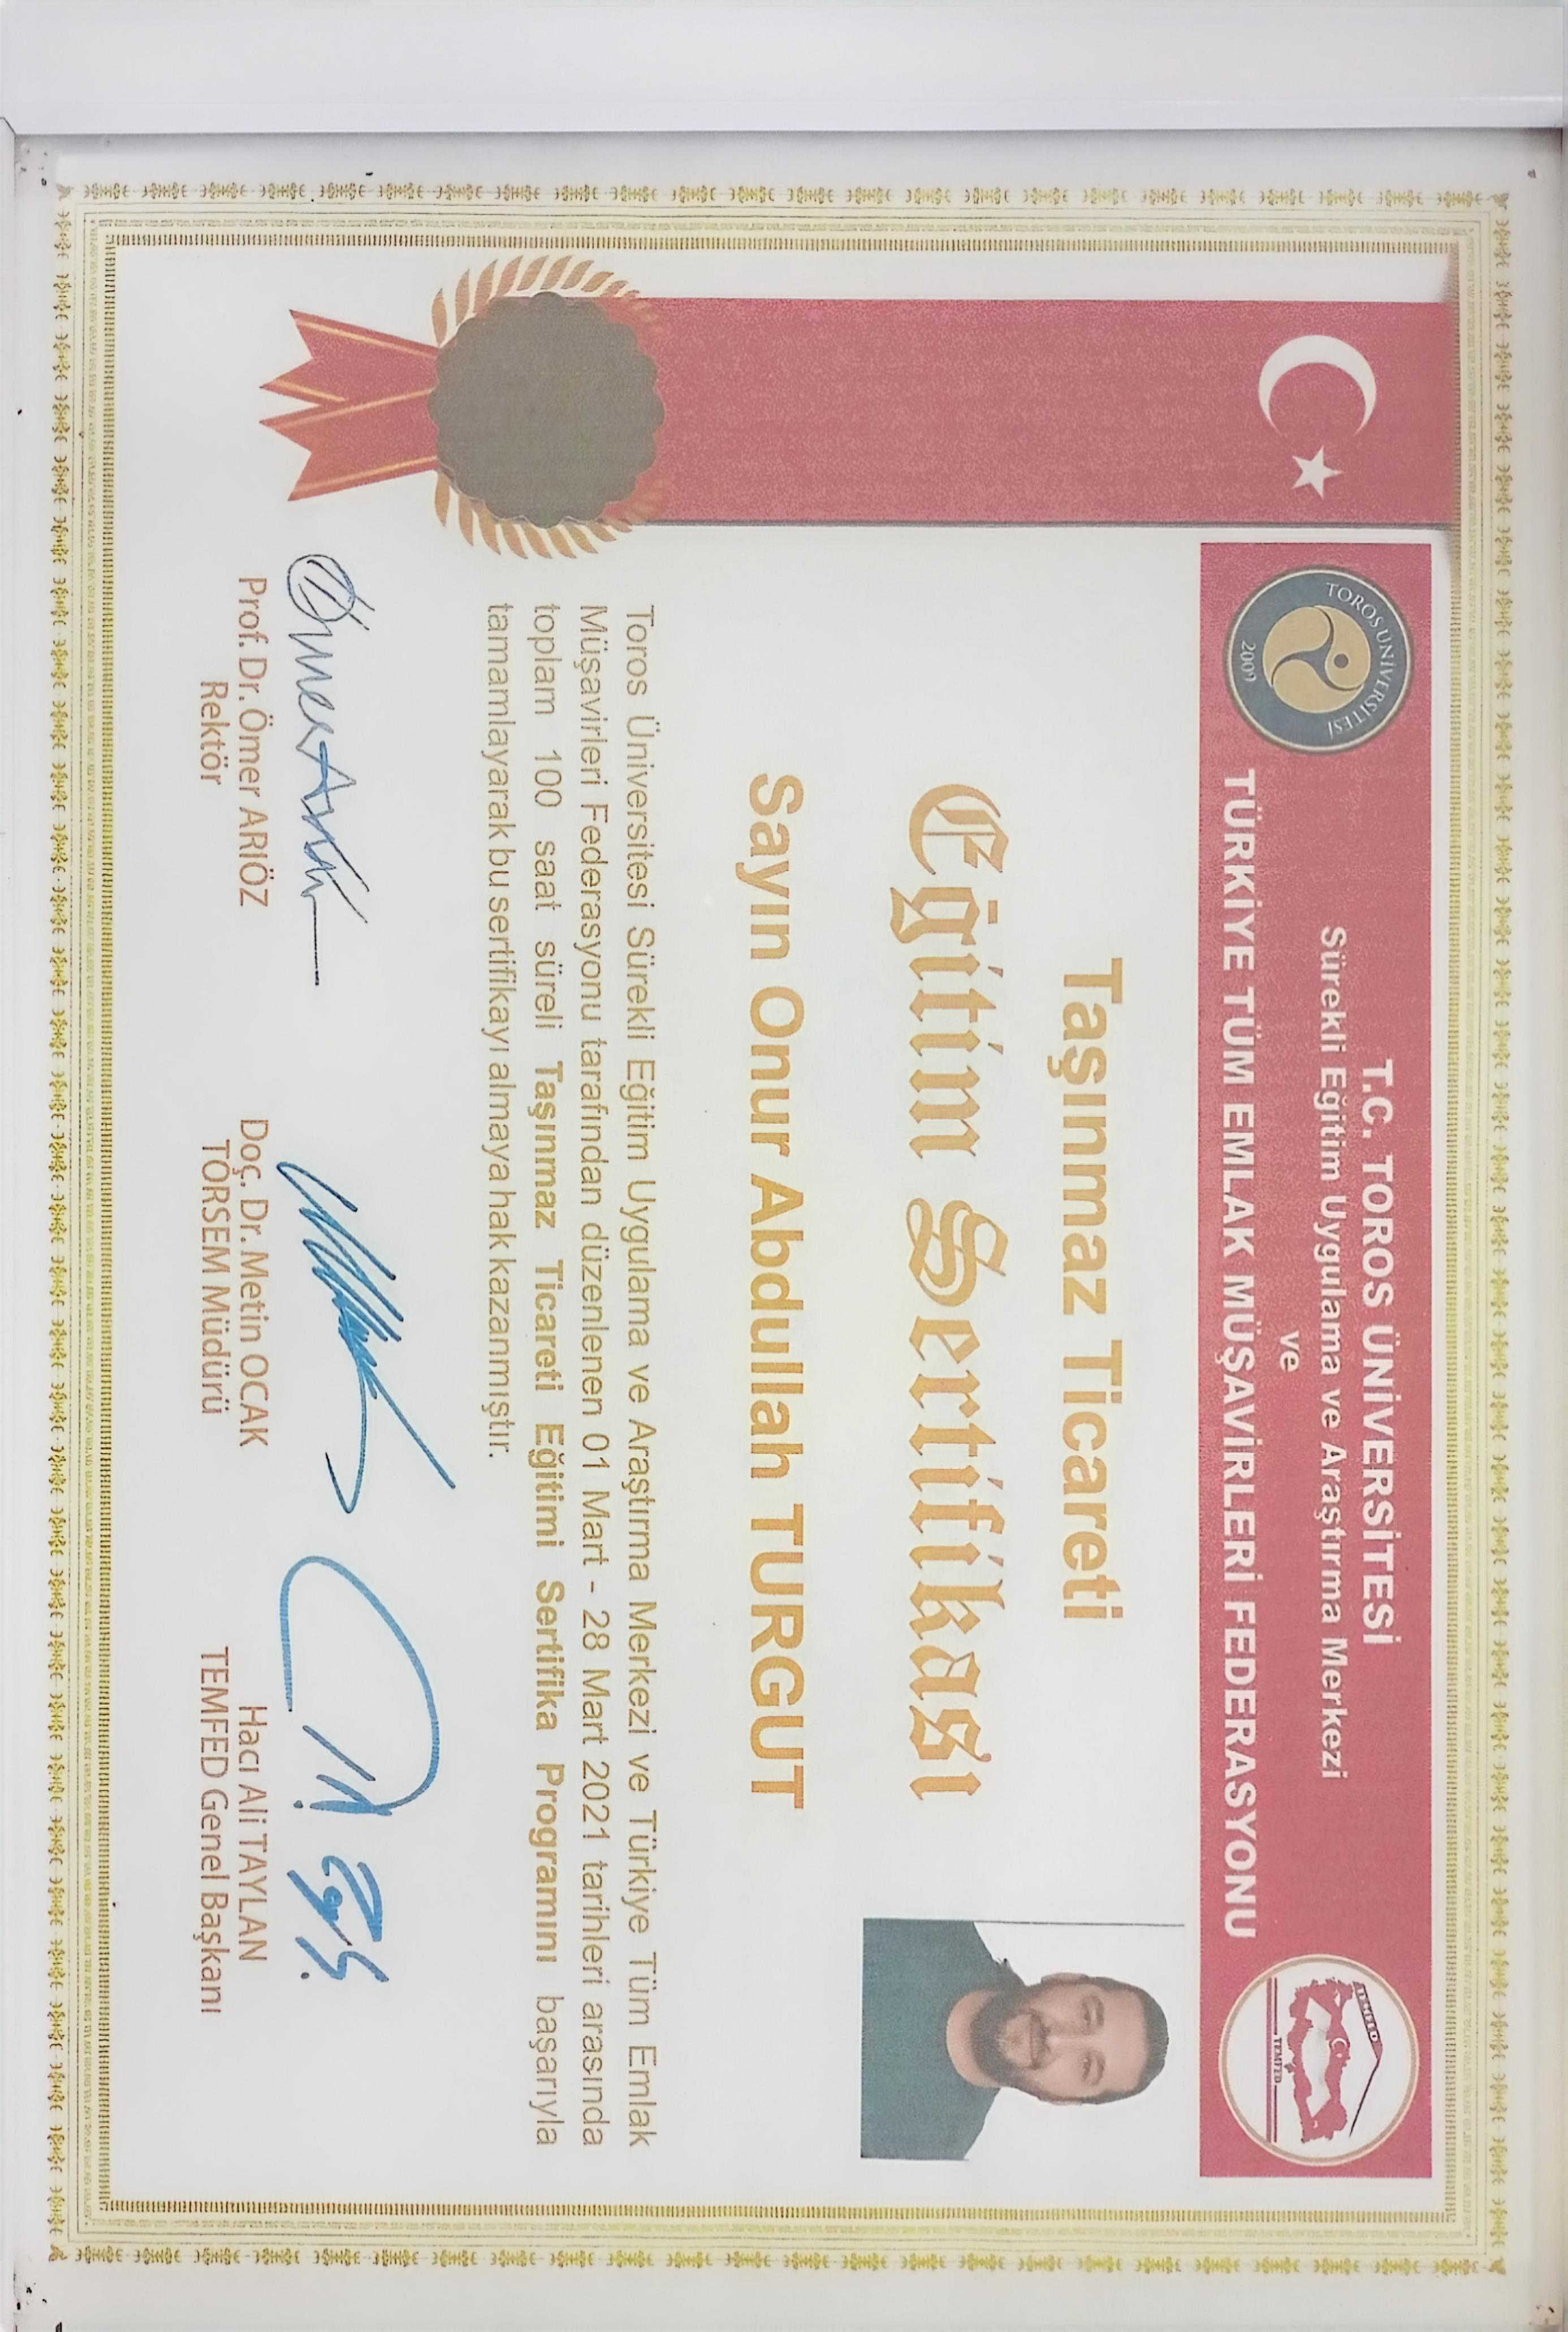 T.C. TOROS ÜNİVERSİTESİ
Sürekli Eğitim Uygulama ve Araştırma Merkezi
ve
TÜRKİYE TÜM EMLAK MÜŞAVİRLERİ FEDERASYONU
TOROS ÜNİVERSİTESİ
2009
TEMFED
TEMFED
Taşınmaz Ticareti
Eğitim Sertifikası
Sayın Onur Abdullah TURGUT
Toros Üniversitesi Sürekli Eğitim Uygulama ve Araştırma Merkezi ve Türkiye Tüm Emlak
Müşavirleri Federasyonu tarafından düzenlenen 01 Mart - 28 Mart 2021 tarihleri arasında
toplam 100 saat süreli Taşınmaz Ticareti Eğitimi Sertifika Programını başarıyla
tamamlayarak bu sertifikayı almaya hak kazanmıştır.
Prof. Dr. Ömer ARIÖZ
Rektör
Doç. Dr. Metin OCAK
TORSEM Müdürü
Hacı Ali TAYLAN
TEMFED Genel Başkanı